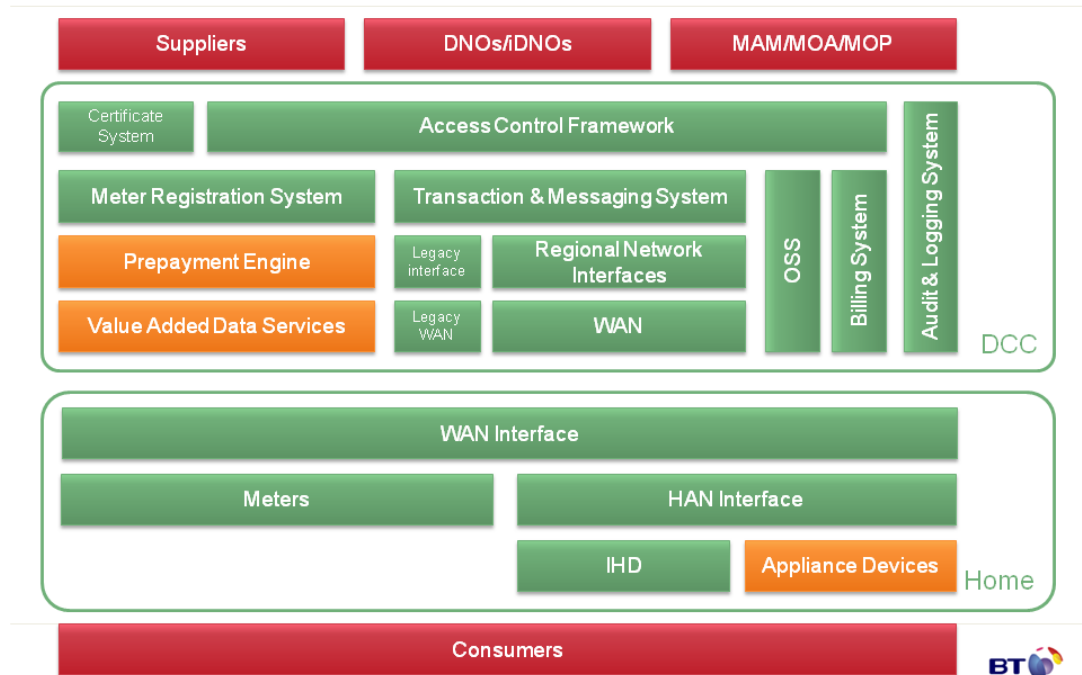 Suppliers
DNOs/iDNOs
MAM/MOA/MOP
Certificate
System
Access Control Framework
Audit & Logging System
Meter Registration System
Transaction & Messaging System
OSS
Billing System
Prepayment Engine
Legacy
interface
Regional Network
Interfaces
Value Added Data Services
Legacy
WAN
WAN
DCC
WAN Interface
Meters
HAN Interface
IHD
Appliance Devices
Home
Consumers
BT